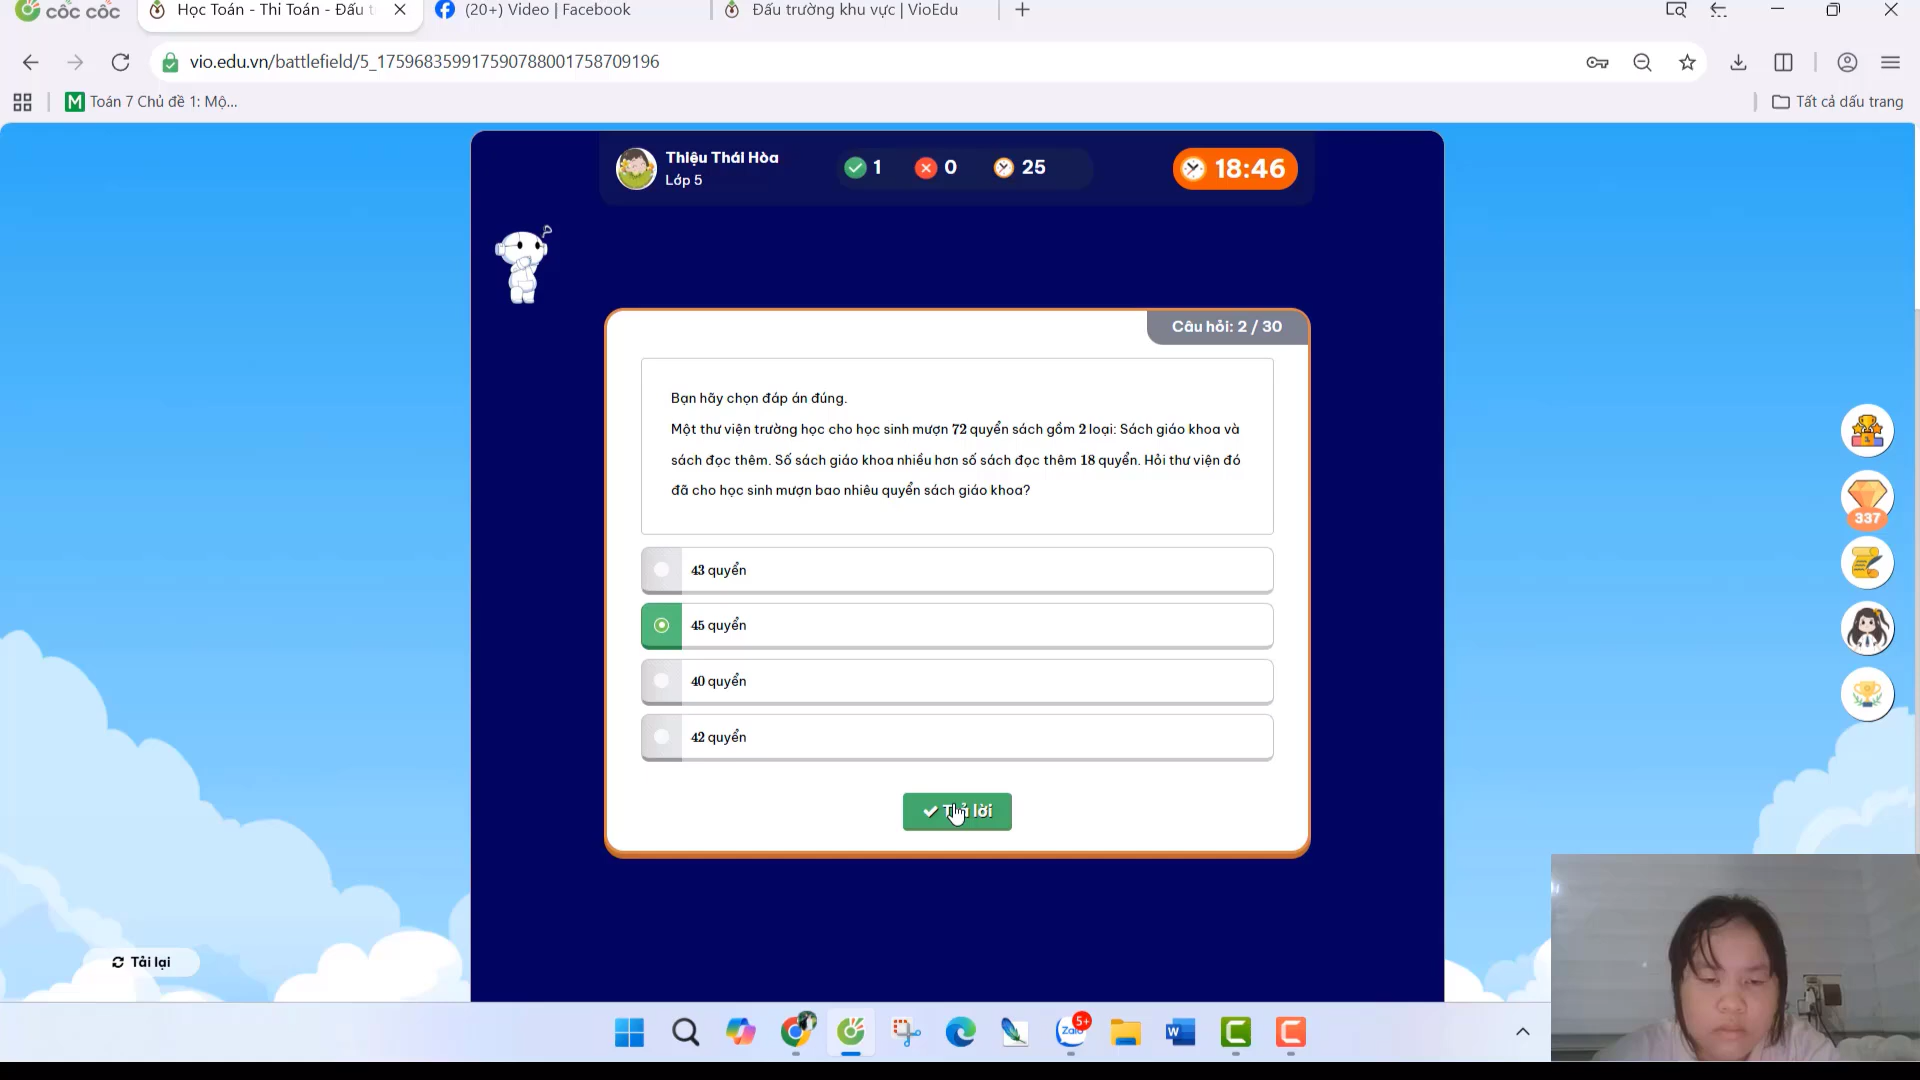 cốc cốc
Học Toán - Thi Toán - Đấu t
(20+) Video | Facebook
Đấu trường khu vực | VioEdu
vio.edu.vn/battlefield/5_1759683599175907880017587​09196
Toán 7 Chủ đề 1: Mộ...
Tất cả dấu trang
Thiệu Thái Hòa
Lớp 5
1
0
25
18:46
Câu hỏi: 2 / 30
Bạn hãy chọn đáp án đúng.
Một thư viện trường học cho học sinh mượn 72 quyển sách gồm 2 loại: Sách giáo khoa và
sách đọc thêm. Số sách giáo khoa nhiều hơn số sách đọc thêm 18 quyển. Hỏi thư viện đó
đã cho học sinh mượn bao nhiêu quyển sách giáo khoa?
43 quyển
45 quyển
40 quyển
42 quyển
Trả lời
337
Tải lại
Zalo
5+